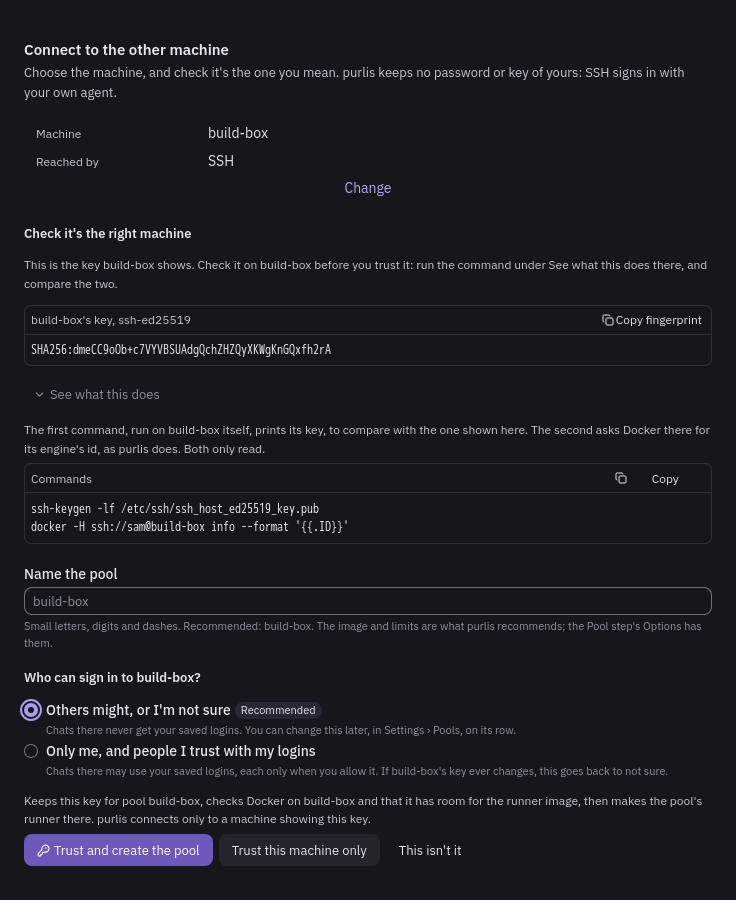 Connect to the other machine
Choose the machine, and check it's the one you mean. purlis keeps no password or key of yours: SSH signs in with
your own agent.
Machine build-box
Reached by SSH
Change
Check it's the right machine
This is the key build-box shows. Check it on build-box before you trust it: run the command under See what this does there, and
compare the two.
build-box's key, ssh-ed25519 Copy fingerprint
SHA256:dmeCC9oOb+c7VYVBSUAdgQchZHZQyXKWgKnGQxfh2rA
See what this does
The first command, run on build-box itself, prints its key, to compare with the one shown here. The second asks Docker there for
its engine's id, as purlis does. Both only read.
Commands Copy
ssh-keygen -lf /etc/ssh/ssh_host_ed25519_key.pub
docker -H ssh://sam@build-box info --format '{{.ID}}'
Name the pool
build-box
Small letters, digits and dashes. Recommended: build-box. The image and limits are what purlis recommends; the Pool step's Options has
them.
Who can sign in to build-box?
Others might, or I'm not sure Recommended
Chats there never get your saved logins. You can change this later, in Settings › Pools, on its row.
Only me, and people I trust with my logins
Chats there may use your saved logins, each only when you allow it. If build-box's key ever changes, this goes back to not sure.
Keeps this key for pool build-box, checks Docker on build-box and that it has room for the runner image, then makes the pool's
runner there. purlis connects only to a machine showing this key.
Trust and create the pool Trust this machine only This isn't it